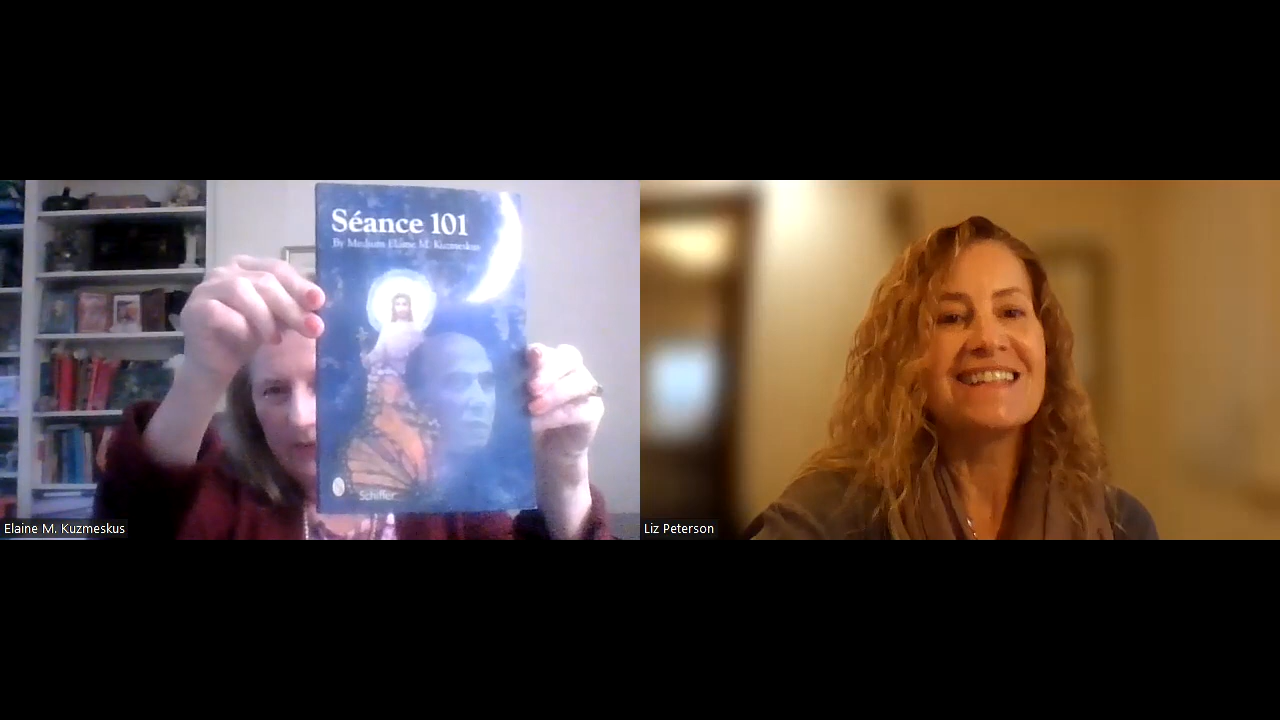 Séance 101
By Medium Elaine M. Kuzmeskus
Schiffer
Elaine M. Kuzmeskus
Liz Peterson